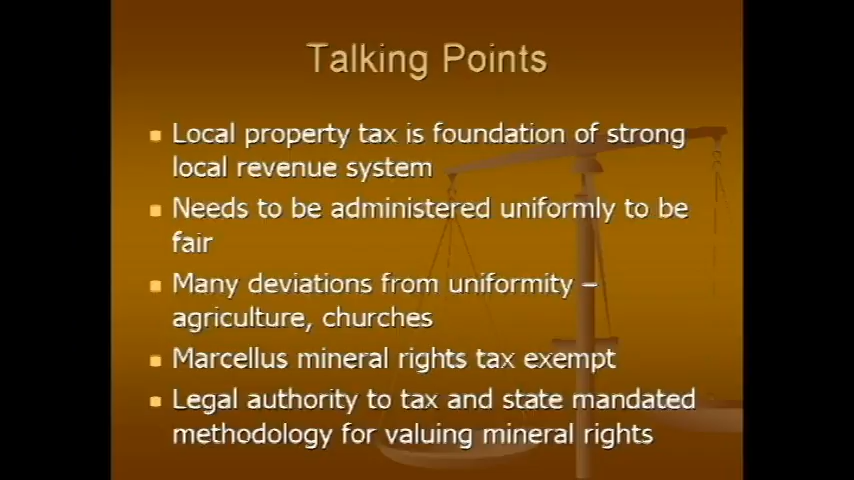 Talking Points
Local property tax is foundation of strong
local revenue system
Needs to be administered uniformly to be
fair
Many deviations from uniformity –
agriculture, churches
Marcellus mineral rights tax exempt
Legal authority to tax and state mandated
methodology for valuing mineral rights